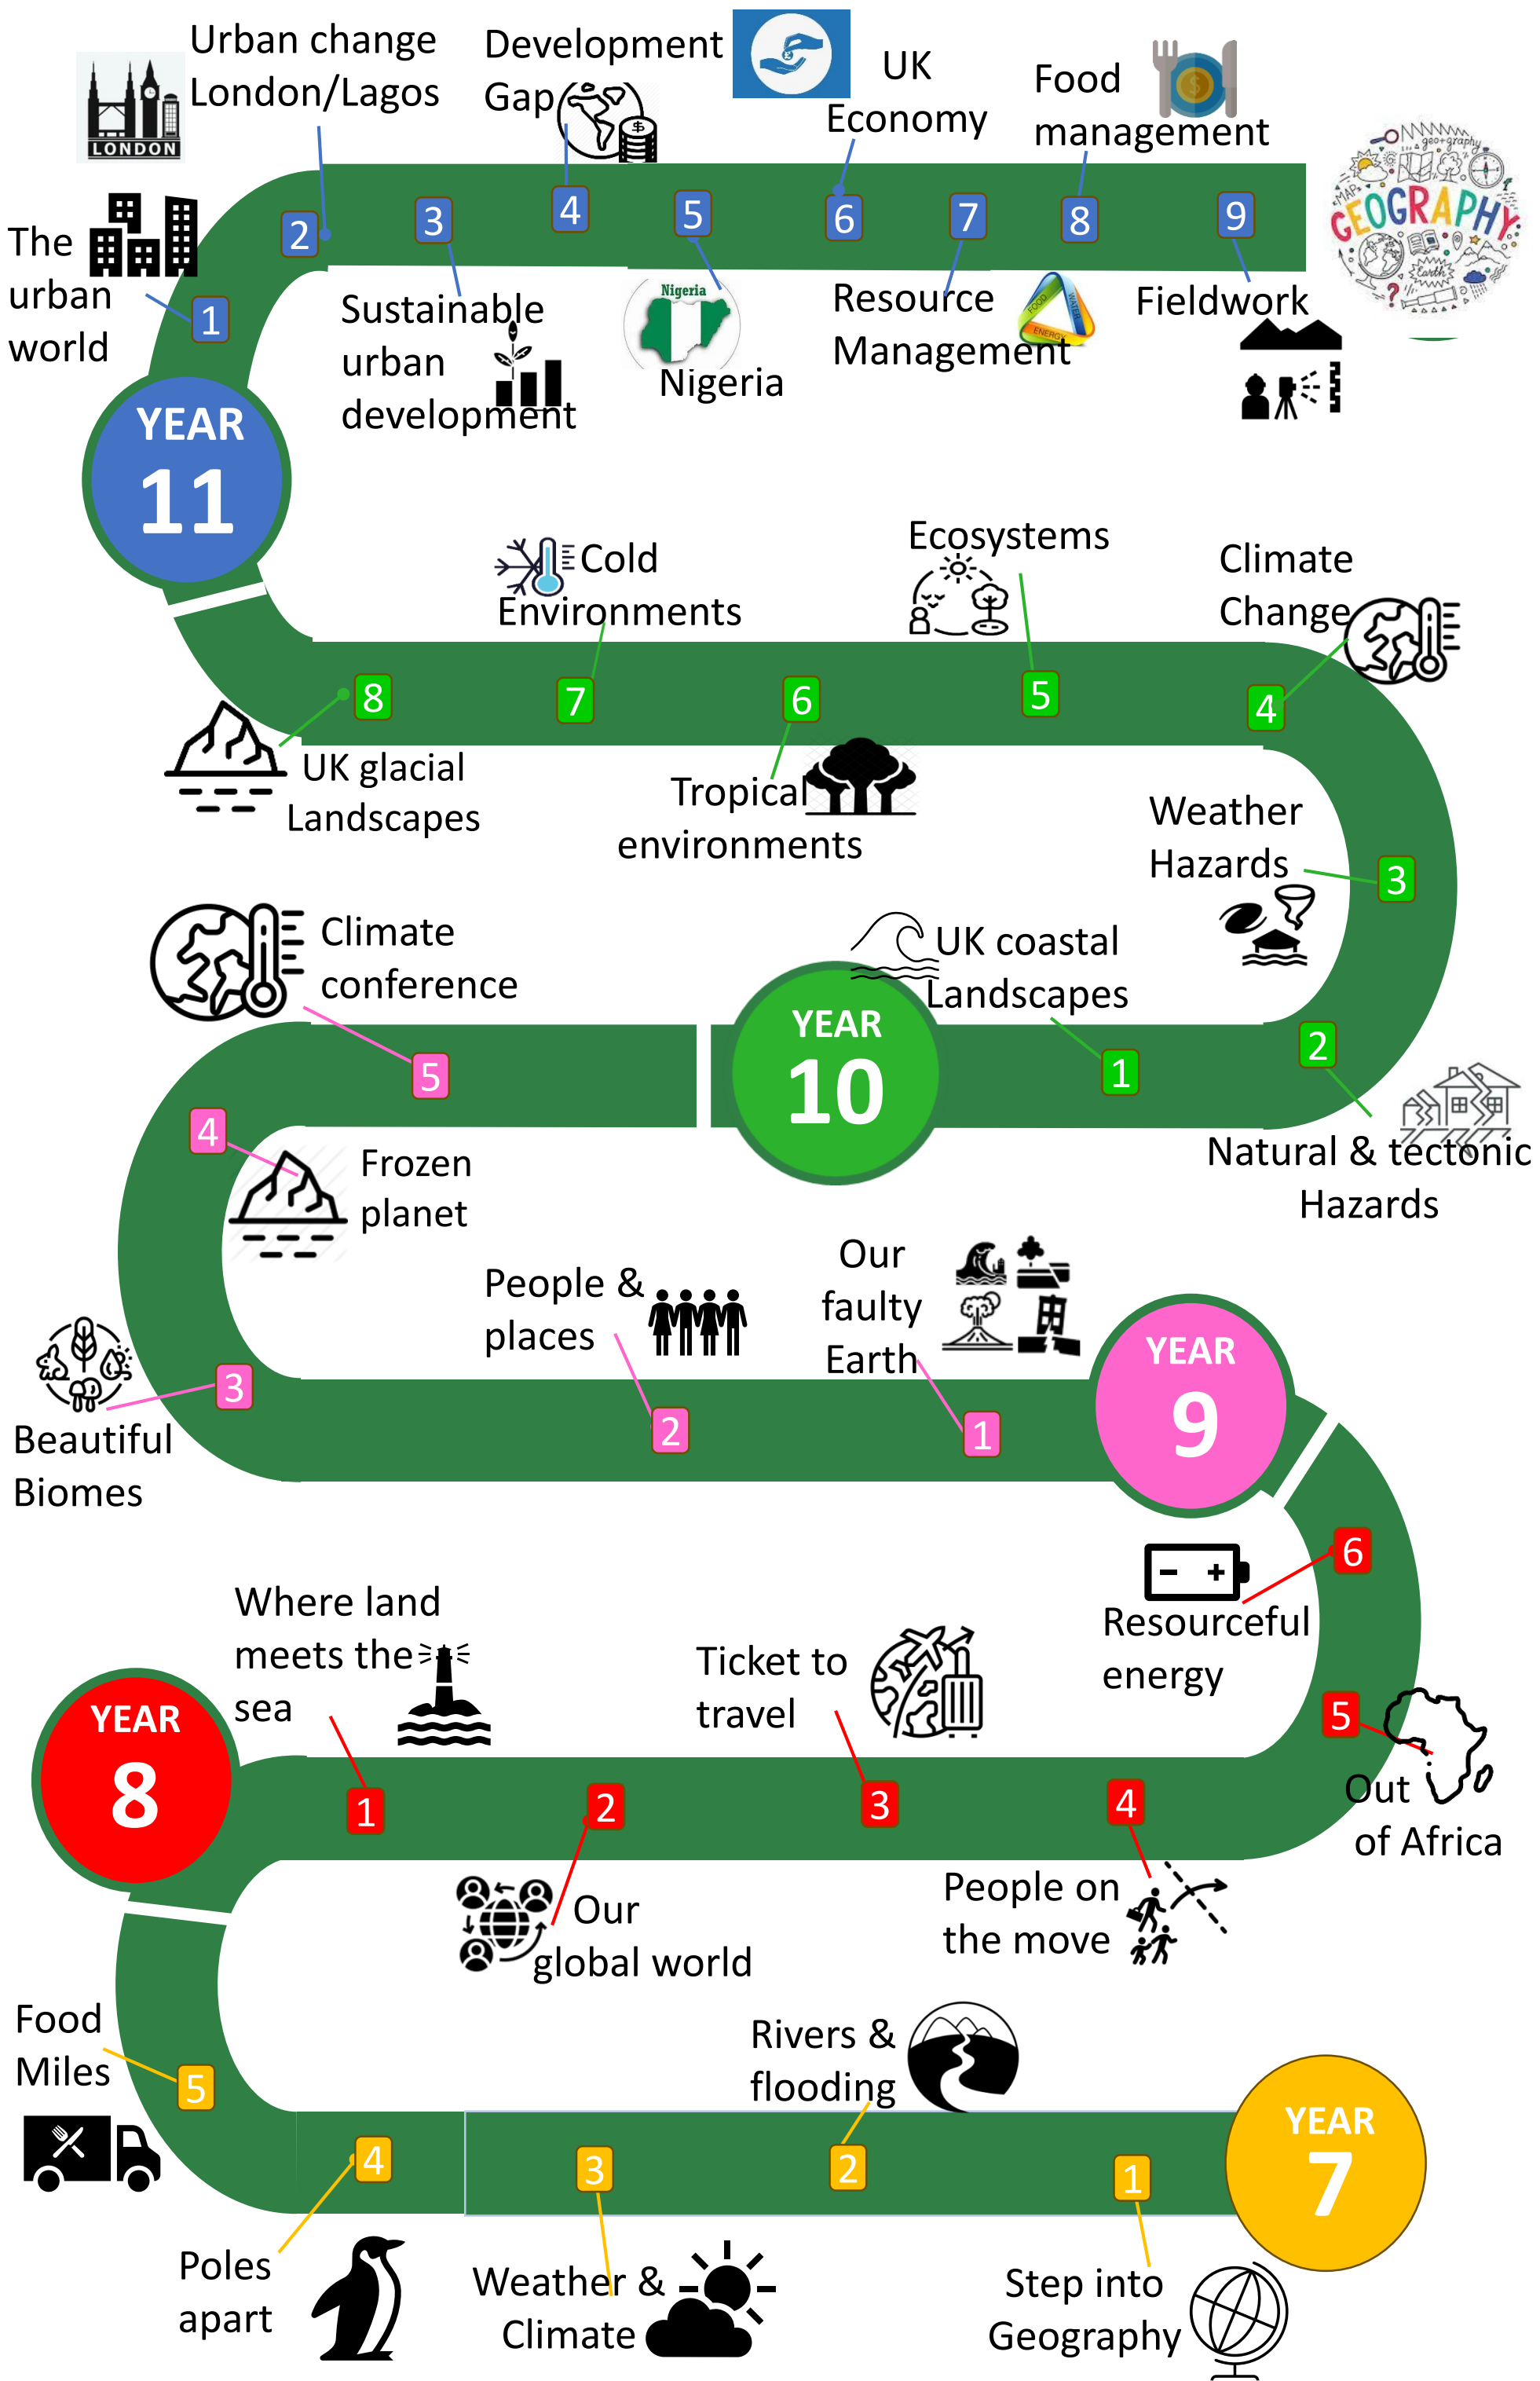 Urban change
London/Lagos
LONDON
Development
Gap
$
£
UK
Economy
Food
management
$
geography
MAP
GEOGRAPHY
Earth
?
The
urban
world
1
2
3
4
5
6
7
8
9
Sustainable
urban
development
Nigeria
Nigeria
Resource
Management
FOOD
WATER
ENERGY
Fieldwork
YEAR
11
Cold
Environments
Ecosystems
Climate
Change
8
7
6
5
4
UK glacial
Landscapes
Tropical
environments
Weather
Hazards
3
Climate
conference
UK coastal
Landscapes
YEAR
10
5
1
2
4
Frozen
planet
Natural & tectonic
Hazards
People &
places
Our
faulty
Earth
YEAR
9
3
2
1
Beautiful
Biomes
6
Resourceful
energy
Where land
meets the
sea
Ticket to
travel
YEAR
8
5
Out
of Africa
1
2
3
4
Our
global world
People on
the move
Food
Miles
5
Rivers &
flooding
YEAR
7
4
3
2
1
Poles
apart
Weather &
Climate
Step into
Geography